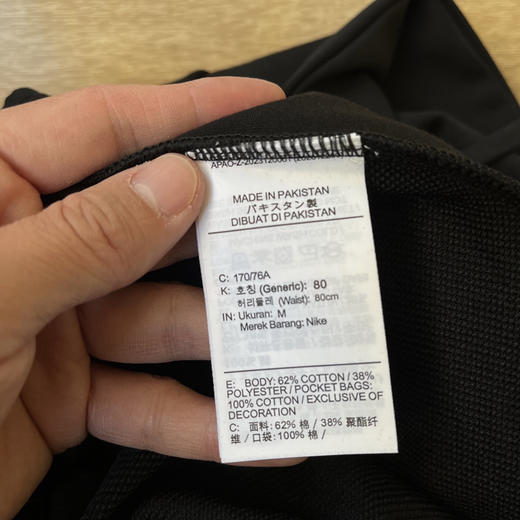 MADE IN PAKISTAN
パキスタン製
DIBUAT DI PAKISTAN
C: 170/76A
K: 호칭 (Generic): 80
허리둘레 (Waist): 80cm
IN: Ukuran: M
Merek Barang: Nike
E: BODY: 62% COTTON / 38%
POLYESTER / POCKET BAGS:
100% COTTON / EXCLUSIVE OF
DECORATION
C: 面料: 62% 棉 / 38% 聚酯纤
维 / 口袋: 100% 棉 /